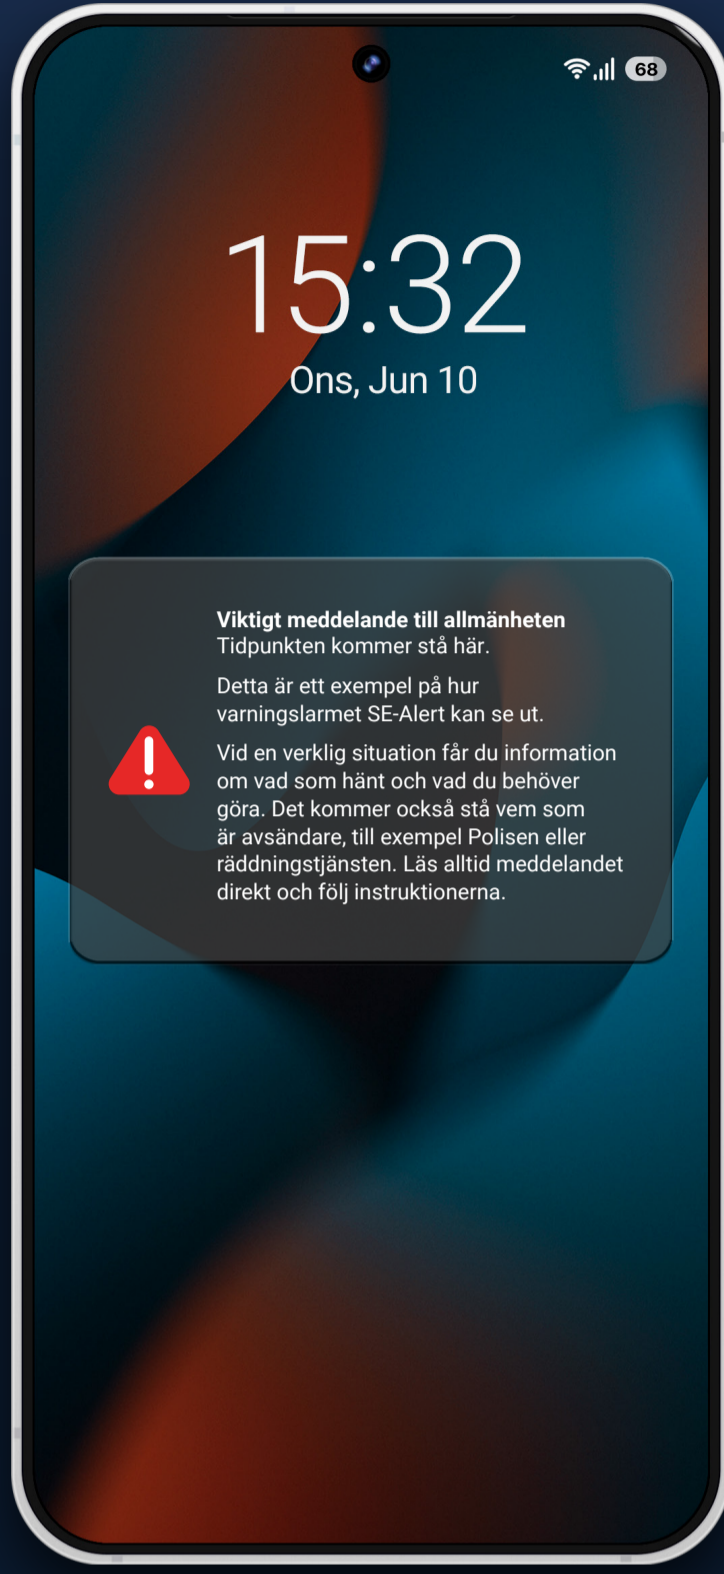 68
15:32
Ons, Jun 10
Viktigt meddelande till allmänheten
Tidpunkten kommer stå här.
Detta är ett exempel på hur
varningslarmet SE-Alert kan se ut.
Vid en verklig situation får du information
om vad som hänt och vad du behöver
göra. Det kommer också stå vem som
är avsändare, till exempel Polisen eller
räddningstjänsten. Läs alltid meddelandet
direkt och följ instruktionerna.